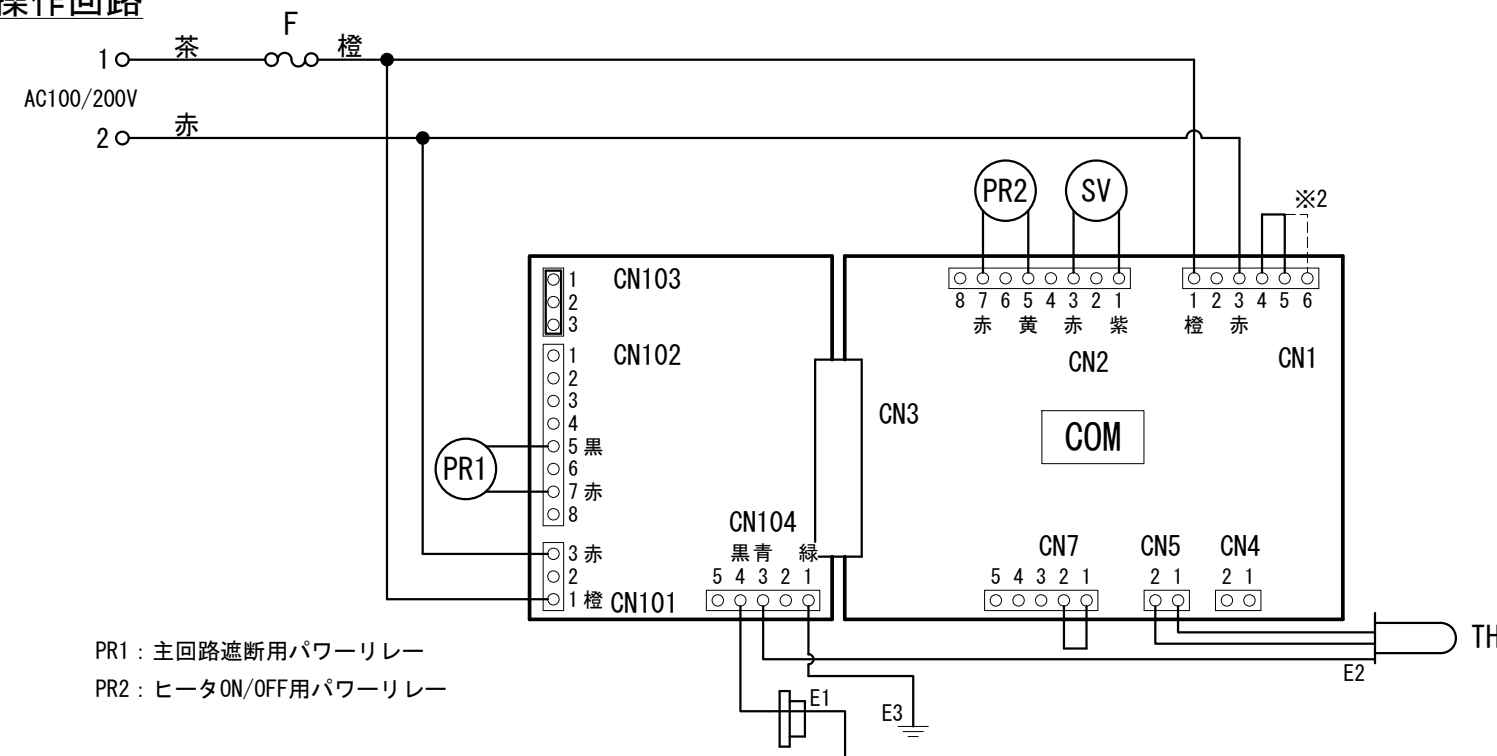 操作回路
F
1 茶 橙
AC100/200V
2 赤
PR2 SV ※2
1 CN103
2
3
8 7 6 5 4 3 2 1 1 2 3 4 5 6
赤 黄 赤 紫 橙 赤
1 CN102
2
3
4
5 黒
6
7 赤
8
PR1
CN2 CN1
CN3
COM
CN104
黒 青 緑
5 4 3 2 1
3 赤
2
1 橙 CN101
CN7 CN5 CN4
5 4 3 2 1 2 1 2 1
TH
E2
E1
E3
PR1：主回路遮断用パワーリレー
PR2：ヒータON/OFF用パワーリレー